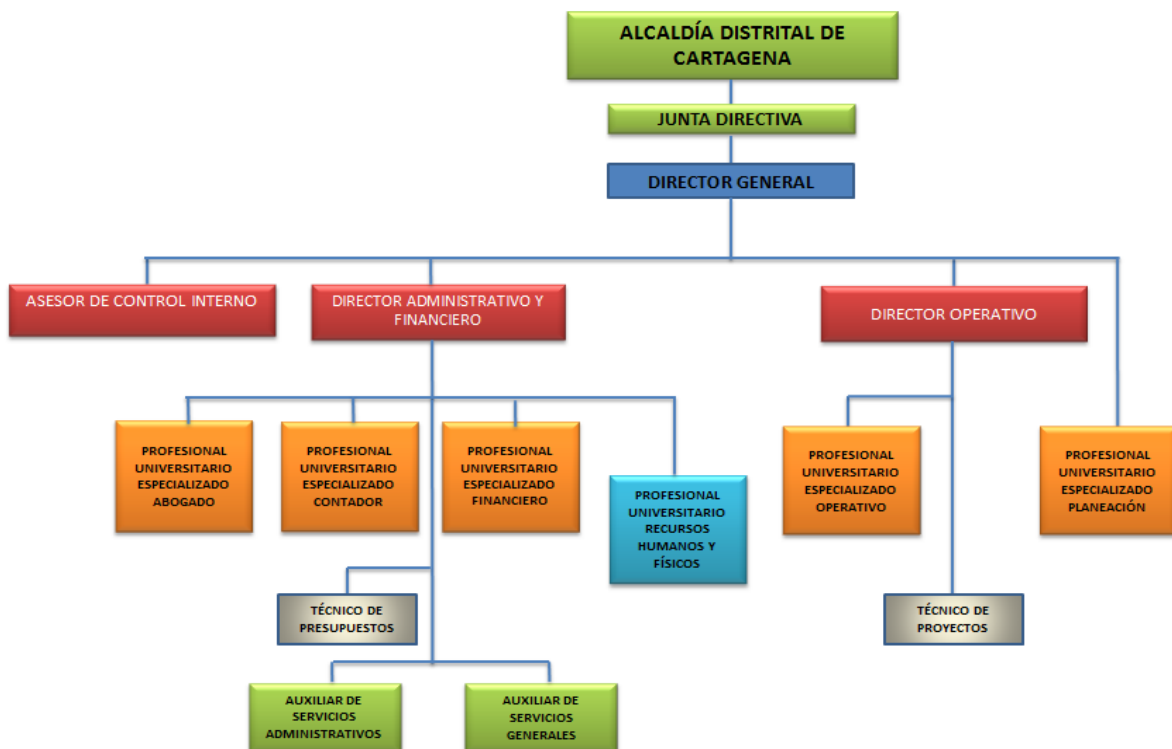 ALCALDÍA DISTRITAL DE
CARTAGENA
JUNTA DIRECTIVA
DIRECTOR GENERAL
ASESOR DE CONTROL INTERNO
DIRECTOR ADMINISTRATIVO Y
FINANCIERO
DIRECTOR OPERATIVO
PROFESIONAL
UNIVERSITARIO
ESPECIALIZADO
ABOGADO
PROFESIONAL
UNIVERSITARIO
ESPECIALIZADO
CONTADOR
PROFESIONAL
UNIVERSITARIO
ESPECIALIZADO
FINANCIERO
PROFESIONAL
UNIVERSITARIO
RECURSOS
HUMANOS Y
FÍSICOS
PROFESIONAL
UNIVERSITARIO
ESPECIALIZADO
OPERATIVO
PROFESIONAL
UNIVERSITARIO
ESPECIALIZADO
PLANEACIÓN
TÉCNICO DE
PRESUPUESTOS
TÉCNICO DE
PROYECTOS
AUXILIAR DE
SERVICIOS
ADMINISTRATIVOS
AUXILIAR DE
SERVICIOS
GENERALES